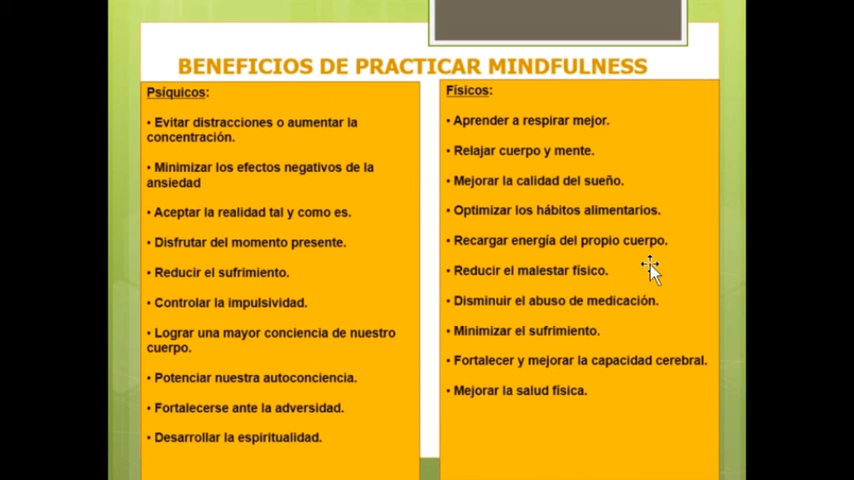 BENEFICIOS DE PRACTICAR MINDFULNESS
Psíquicos:
• Evitar distracciones o aumentar la
concentración.
• Minimizar los efectos negativos de la
ansiedad
• Aceptar la realidad tal y como es.
• Disfrutar del momento presente.
• Reducir el sufrimiento.
• Controlar la impulsividad.
• Lograr una mayor conciencia de nuestro
cuerpo.
• Potenciar nuestra autoconciencia.
• Fortalecerse ante la adversidad.
• Desarrollar la espiritualidad.
Físicos:
• Aprender a respirar mejor.
• Relajar cuerpo y mente.
• Mejorar la calidad del sueño.
• Optimizar los hábitos alimentarios.
• Recargar energía del propio cuerpo.
• Reducir el malestar físico.
• Disminuir el abuso de medicación.
• Minimizar el sufrimiento.
• Fortalecer y mejorar la capacidad cerebral.
• Mejorar la salud física.